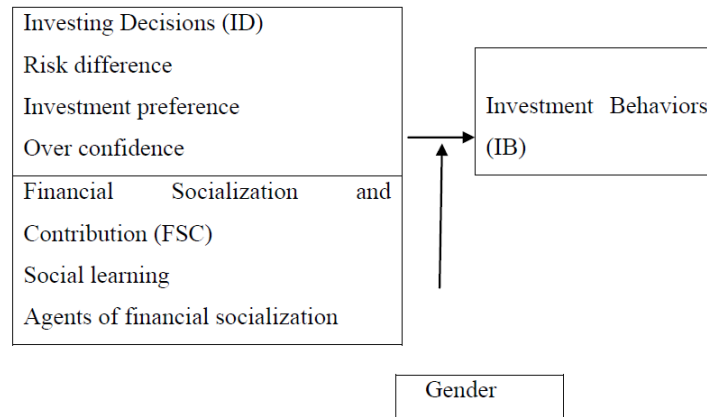 Investing Decisions (ID)
Risk difference
Investment preference
Over confidence
Financial Socialization and
Contribution (FSC)
Social learning
Agents of financial socialization
Investment Behaviors
(IB)
Gender